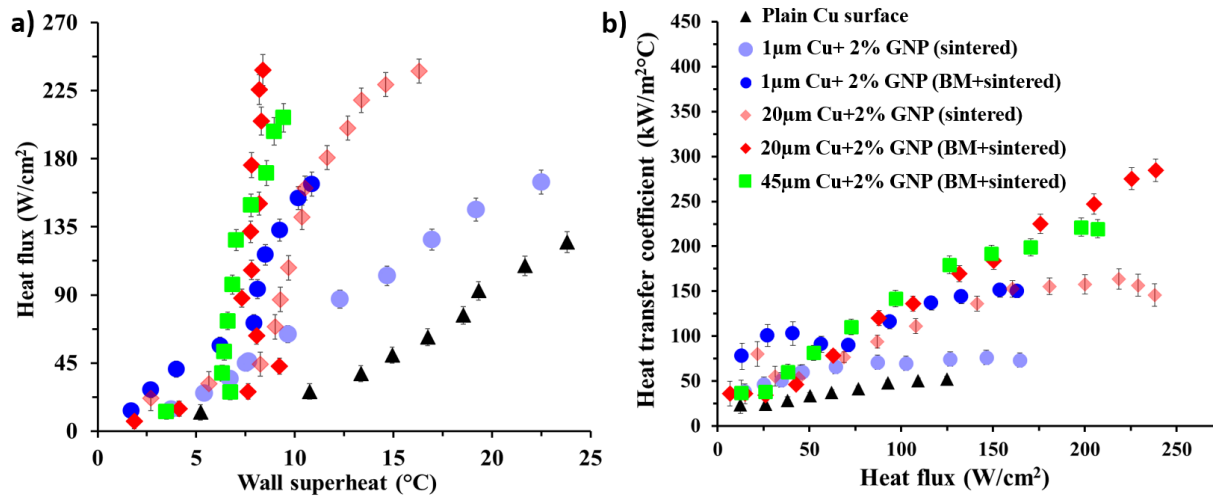 a)
270
225
180
135
90
45
0
Heat flux (W/cm²)
0 5 10 15 20 25
Wall superheat (°C)
b)
450
400
350
300
250
200
150
100
50
0
Heat transfer coefficient (kW/m²°C)
Plain Cu surface
1µm Cu+ 2% GNP (sintered)
1µm Cu+ 2% GNP (BM+sintered)
20µm Cu+2% GNP (sintered)
20µm Cu+2% GNP (BM+sintered)
45µm Cu+2% GNP (BM+sintered)
0 50 100 150 200 250
Heat flux (W/cm²)